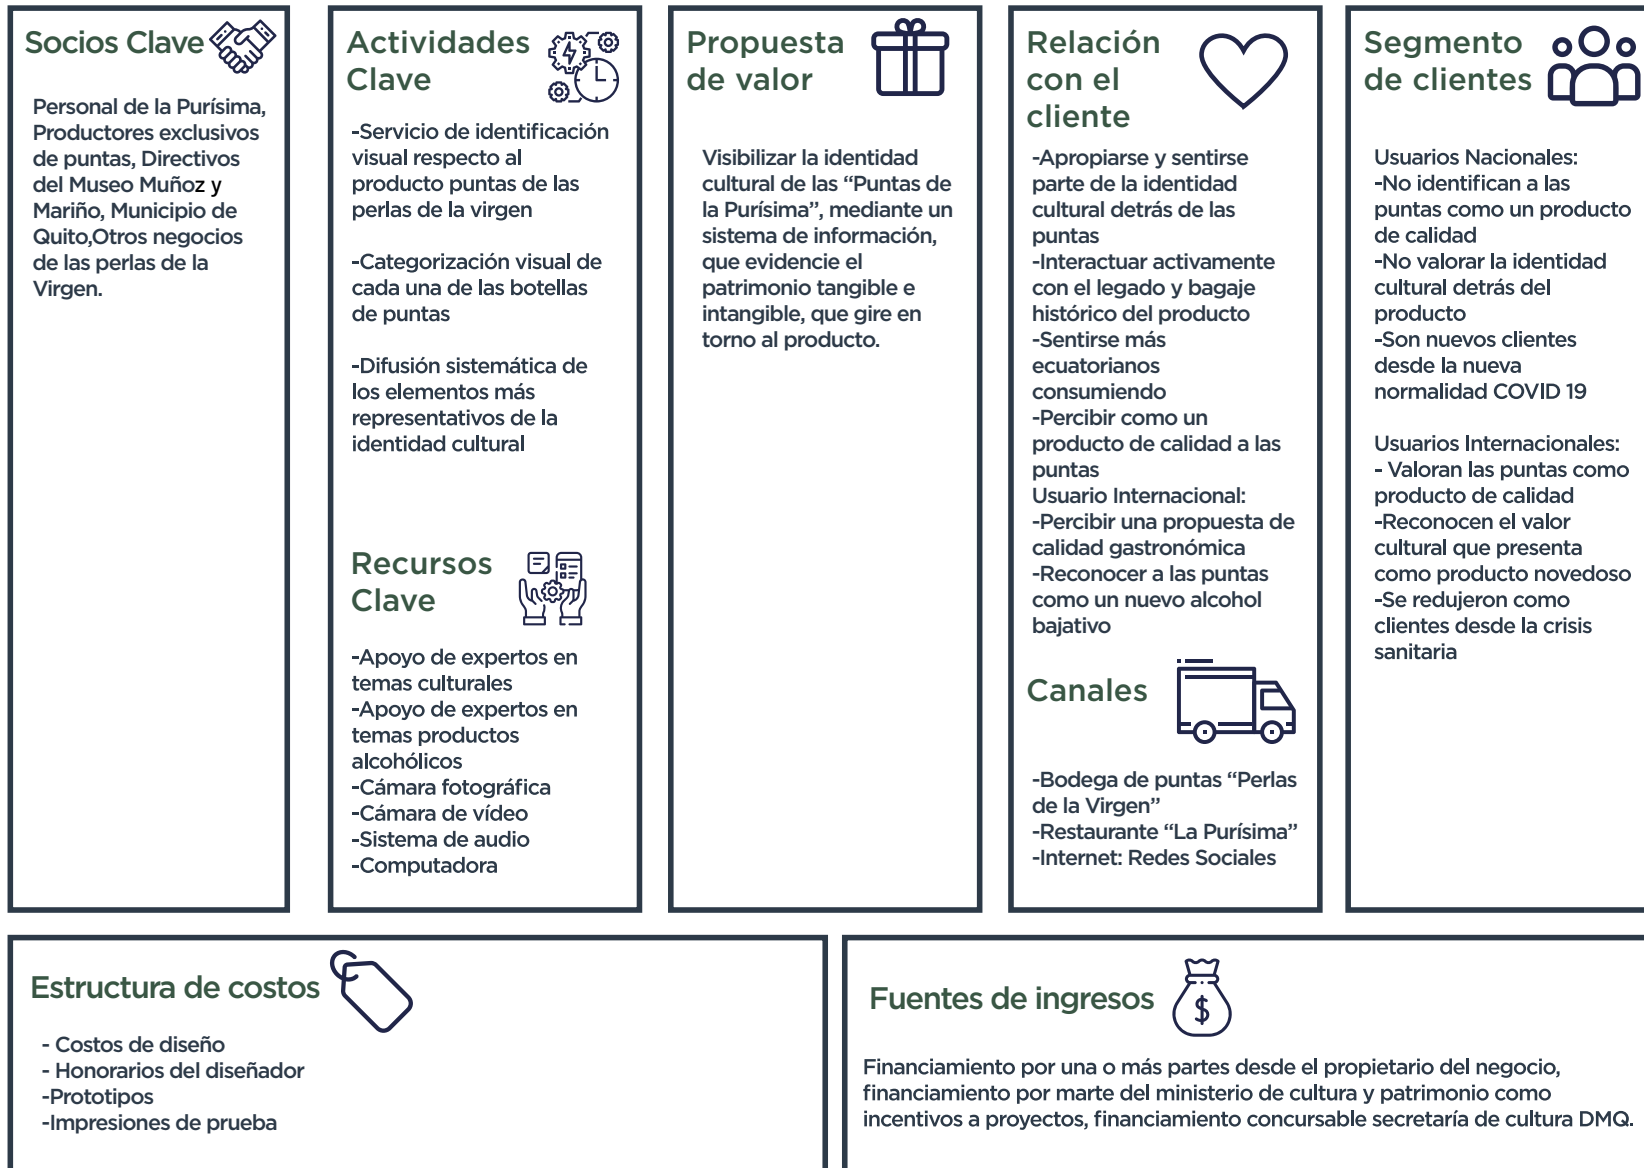 Socios Clave
Personal de la Purísima,
Productores exclusivos
de puntas, Directivos
del Museo Muñoz y
Mariño, Municipio de
Quito,Otros negocios
de las perlas de la
Virgen.
Actividades
Clave
-Servicio de identificación
visual respecto al
producto puntas de las
perlas de la virgen
-Categorización visual de
cada una de las botellas
de puntas
-Difusión sistemática de
los elementos más
representativos de la
identidad cultural
Recursos
Clave
-Apoyo de expertos en
temas culturales
-Apoyo de expertos en
temas productos
alcohólicos
-Cámara fotográfica
-Cámara de vídeo
-Sistema de audio
-Computadora
Propuesta
de valor
Visibilizar la identidad
cultural de las “Puntas de
la Purísima”, mediante un
sistema de información,
que evidencie el
patrimonio tangible e
intangible, que gire en
torno al producto.
Relación
con el
cliente
-Apropiarse y sentirse
parte de la identidad
cultural detrás de las
puntas
-Interactuar activamente
con el legado y bagaje
histórico del producto
-Sentirse más
ecuatorianos
consumiendo
-Percibir como un
producto de calidad a las
puntas
Usuario Internacional:
-Percibir una propuesta de
calidad gastronómica
-Reconocer a las puntas
como un nuevo alcohol
bajativo
Canales
-Bodega de puntas “Perlas
de la Virgen”
-Restaurante “La Purísima”
-Internet: Redes Sociales
Segmento
de clientes
Usuarios Nacionales:
-No identifican a las
puntas como un producto
de calidad
-No valorar la identidad
cultural detrás del
producto
-Son nuevos clientes
desde la nueva
normalidad COVID 19
Usuarios Internacionales:
- Valoran las puntas como
producto de calidad
-Reconocen el valor
cultural que presenta
como producto novedoso
-Se redujeron como
clientes desde la crisis
sanitaria
Estructura de costos
- Costos de diseño
- Honorarios del diseñador
-Prototipos
-Impresiones de prueba
Fuentes de ingresos
$
Financiamiento por una o más partes desde el propietario del negocio,
financiamiento por marte del ministerio de cultura y patrimonio como
incentivos a proyectos, financiamiento concursable secretaría de cultura DMQ.